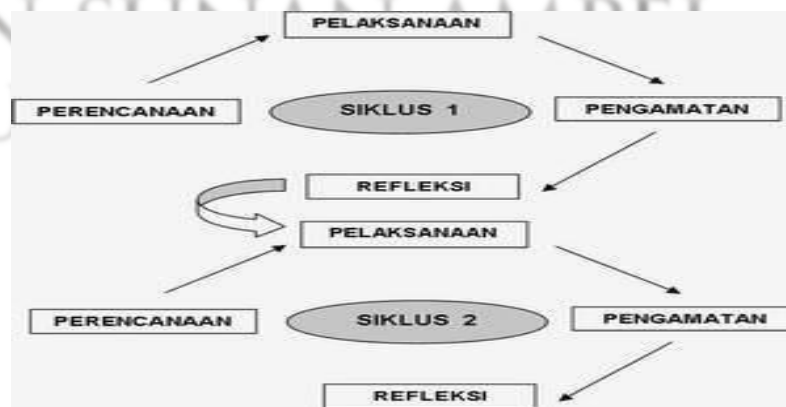 PELAKSANAAN
PERENCANAAN
SIKLUS 1
PENGAMATAN
REFLEKSI
PELAKSANAAN
PERENCANAAN
SIKLUS 2
PENGAMATAN
REFLEKSI